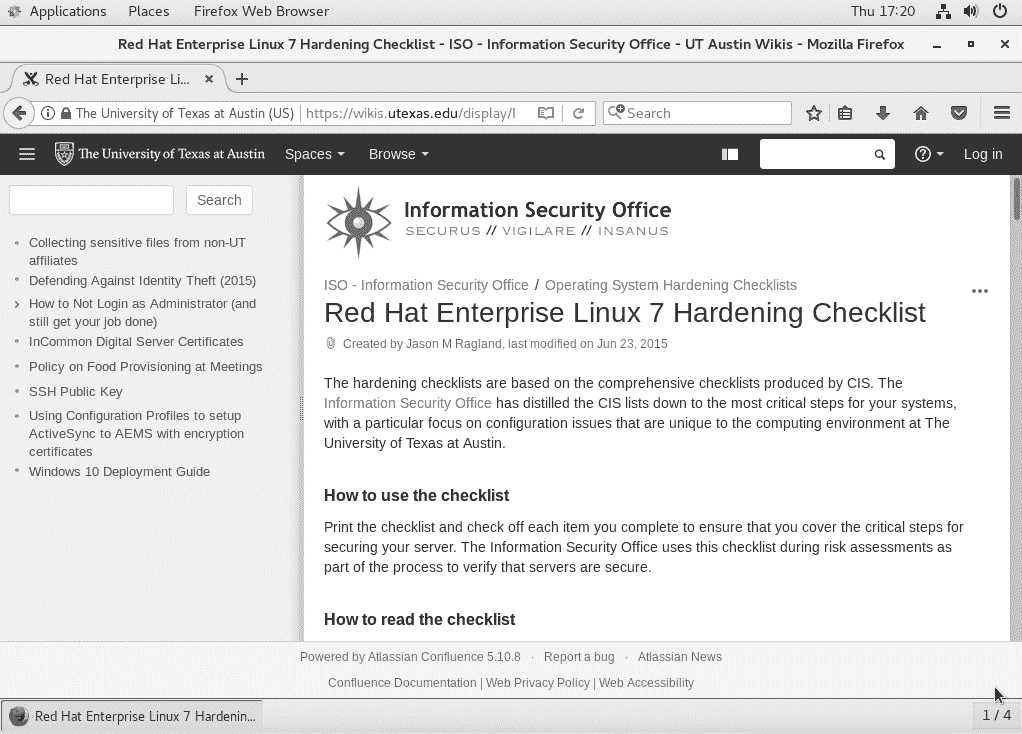 Applications Places Firefox Web Browser Thu 17:20
Red Hat Enterprise Linux 7 Hardening Checklist - ISO - Information Security Office - UT Austin Wikis - Mozilla Firefox
Red Hat Enterprise Li...
The University of Texas at Austin (US) https://wikis.utexas.edu/display/I Search
The University of Texas at Austin Spaces Browse Log in
Search
Collecting sensitive files from non-UT
affiliates
Defending Against Identity Theft (2015)
How to Not Login as Administrator (and
still get your job done)
InCommon Digital Server Certificates
Policy on Food Provisioning at Meetings
SSH Public Key
Using Configuration Profiles to setup
ActiveSync to AEMS with encryption
certificates
Windows 10 Deployment Guide
Information Security Office
SECURUS // VIGILARE // INSANUS
ISO - Information Security Office / Operating System Hardening Checklists
Red Hat Enterprise Linux 7 Hardening Checklist
Created by Jason M Ragland, last modified on Jun 23, 2015
The hardening checklists are based on the comprehensive checklists produced by CIS. The
Information Security Office has distilled the CIS lists down to the most critical steps for your systems,
with a particular focus on configuration issues that are unique to the computing environment at The
University of Texas at Austin.
How to use the checklist
Print the checklist and check off each item you complete to ensure that you cover the critical steps for
securing your server. The Information Security Office uses this checklist during risk assessments as
part of the process to verify that servers are secure.
How to read the checklist
Powered by Atlassian Confluence 5.10.8 · Report a bug · Atlassian News
Confluence Documentation | Web Privacy Policy | Web Accessibility
Red Hat Enterprise Linux 7 Hardenin... 1 / 4